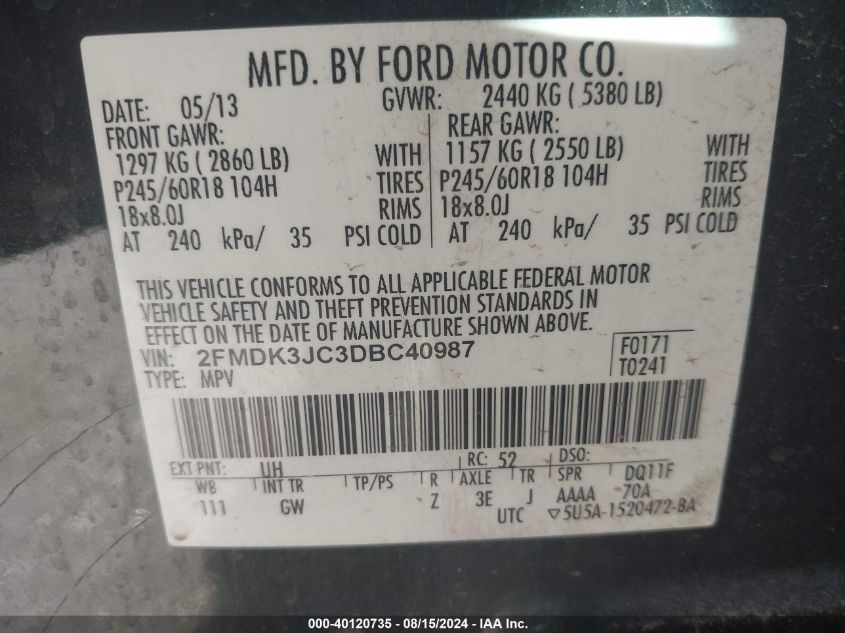 MFD. BY FORD MOTOR CO.
DATE: 05/13 GVWR: 2440 KG ( 5380 LB)
FRONT GAWR: REAR GAWR:
1297 KG ( 2860 LB) WITH 1157 KG ( 2550 LB) WITH
P245/60R18 104H TIRES P245/60R18 104H TIRES
18x8.0J RIMS 18x8.0J RIMS
AT 240 kPa/ 35 PSI COLD AT 240 kPa/ 35 PSI COLD
THIS VEHICLE CONFORMS TO ALL APPLICABLE FEDERAL MOTOR
VEHICLE SAFETY AND THEFT PREVENTION STANDARDS IN
EFFECT ON THE DATE OF MANUFACTURE SHOWN ABOVE.
VIN: 2FMDK3JC3DBC40987 F0171
TYPE: MPV T0241
EXT PNT: UH RC: 52 DSO:
WB INT TR TP/PS R AXLE TR SPR DQ11F
111 GW Z 3E J AAAA 70A
UTC ▽5U5A-1520472-BA
000-40120735 - 08/15/2024 - IAA Inc.